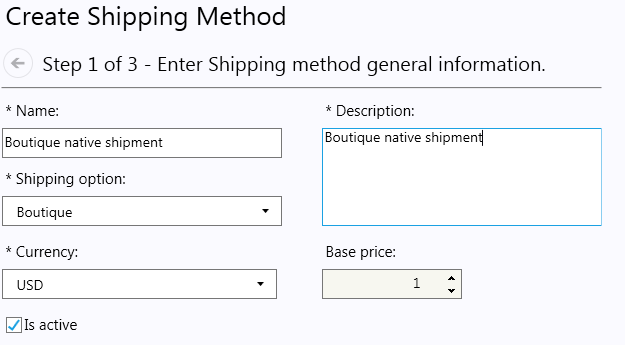 Create Shipping Method
Step 1 of 3 - Enter Shipping method general information.
* Name:
Boutique native shipment
* Shipping option:
Boutique
* Currency:
USD
Is active
* Description:
Boutique native shipment
Base price:
1